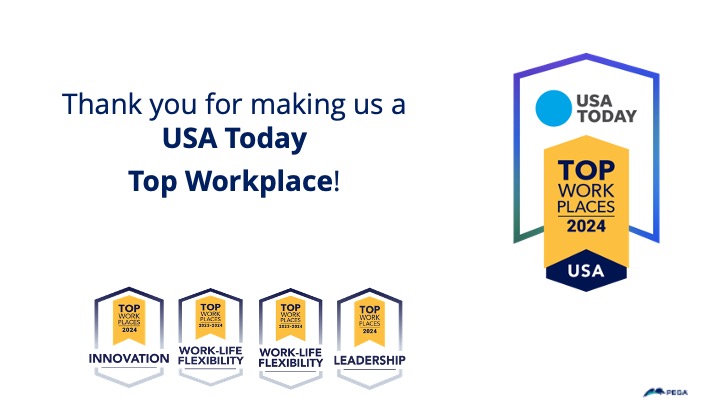 Thank you for making us a
USA Today
Top Workplace!
USA
TODAY
TOP
WORK
PLACES
2024
USA
TOP
WORK
PLACES
2024
INNOVATION
TOP
WORK
PLACES
2023-2024
WORK-LIFE
FLEXIBILITY
TOP
WORK
PLACES
2023-2024
WORK-LIFE
FLEXIBILITY
TOP
WORK
PLACES
2024
LEADERSHIP
PEGA